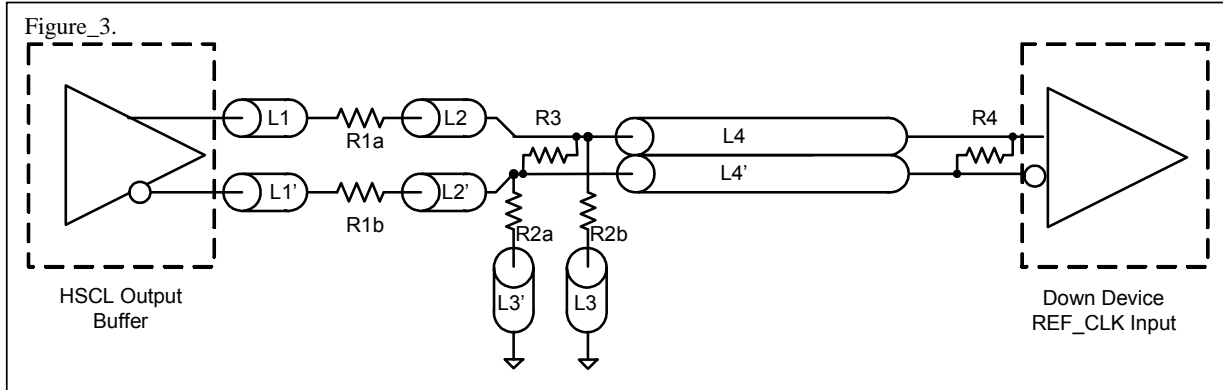 Figure_3.
L1
R1a
L2
R3
L4
R4
L1'
R1b
L2'
L4'
R2a
R2b
L3'
L3
HSCL Output
Buffer
Down Device
REF_CLK Input